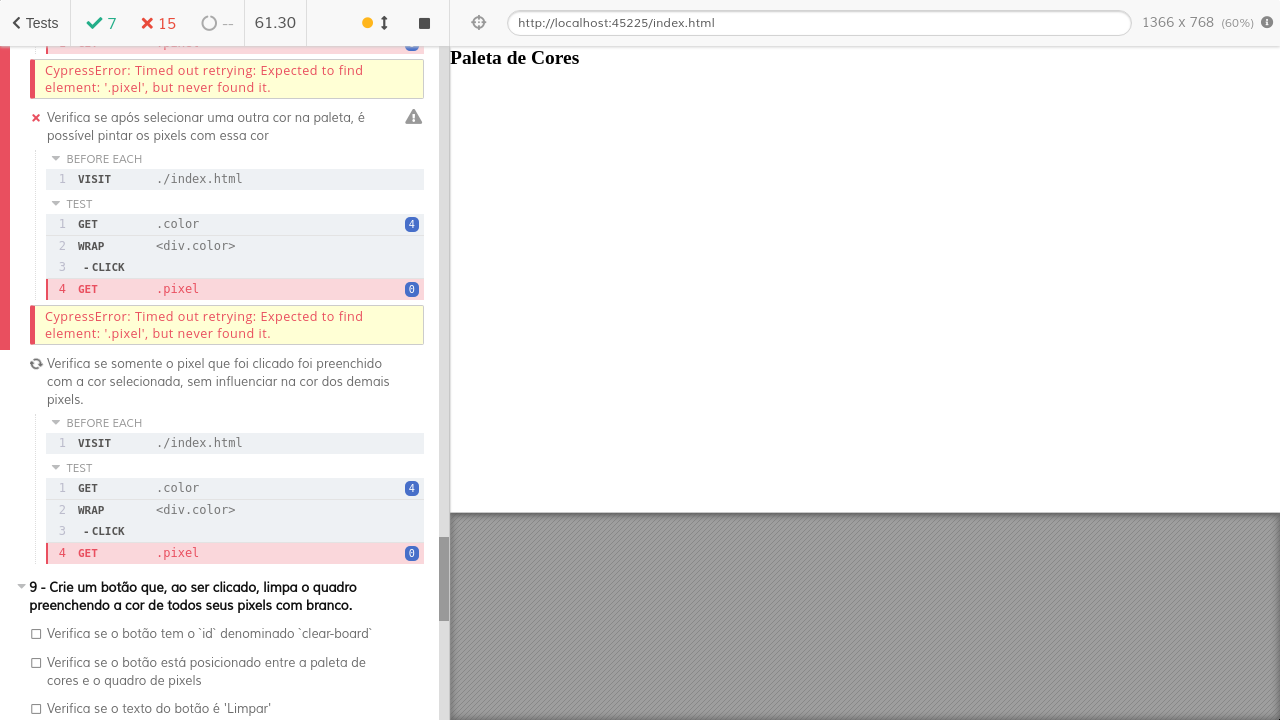 Tests 7 15 -- 61.30 http://localhost:45225/index.html 1366 x 768 (60%)
CypressError: Timed out retrying: Expected to find
element: '.pixel', but never found it.
Verifica se após selecionar uma outra cor na paleta, é
possível pintar os pixels com essa cor
BEFORE EACH
1 VISIT ./index.html
TEST
1 GET .color 4
2 WRAP <div.color>
3 - CLICK
4 GET .pixel 0
CypressError: Timed out retrying: Expected to find
element: '.pixel', but never found it.
Verifica se somente o pixel que foi clicado foi preenchido
com a cor selecionada, sem influenciar na cor dos demais
pixels.
BEFORE EACH
1 VISIT ./index.html
TEST
1 GET .color 4
2 WRAP <div.color>
3 - CLICK
4 GET .pixel 0
9 - Crie um botão que, ao ser clicado, limpa o quadro
preenchendo a cor de todos seus pixels com branco.
Verifica se o botão tem o `id` denominado `clear-board`
Verifica se o botão está posicionado entre a paleta de
cores e o quadro de pixels
Verifica se o texto do botão é 'Limpar'
Paleta de Cores